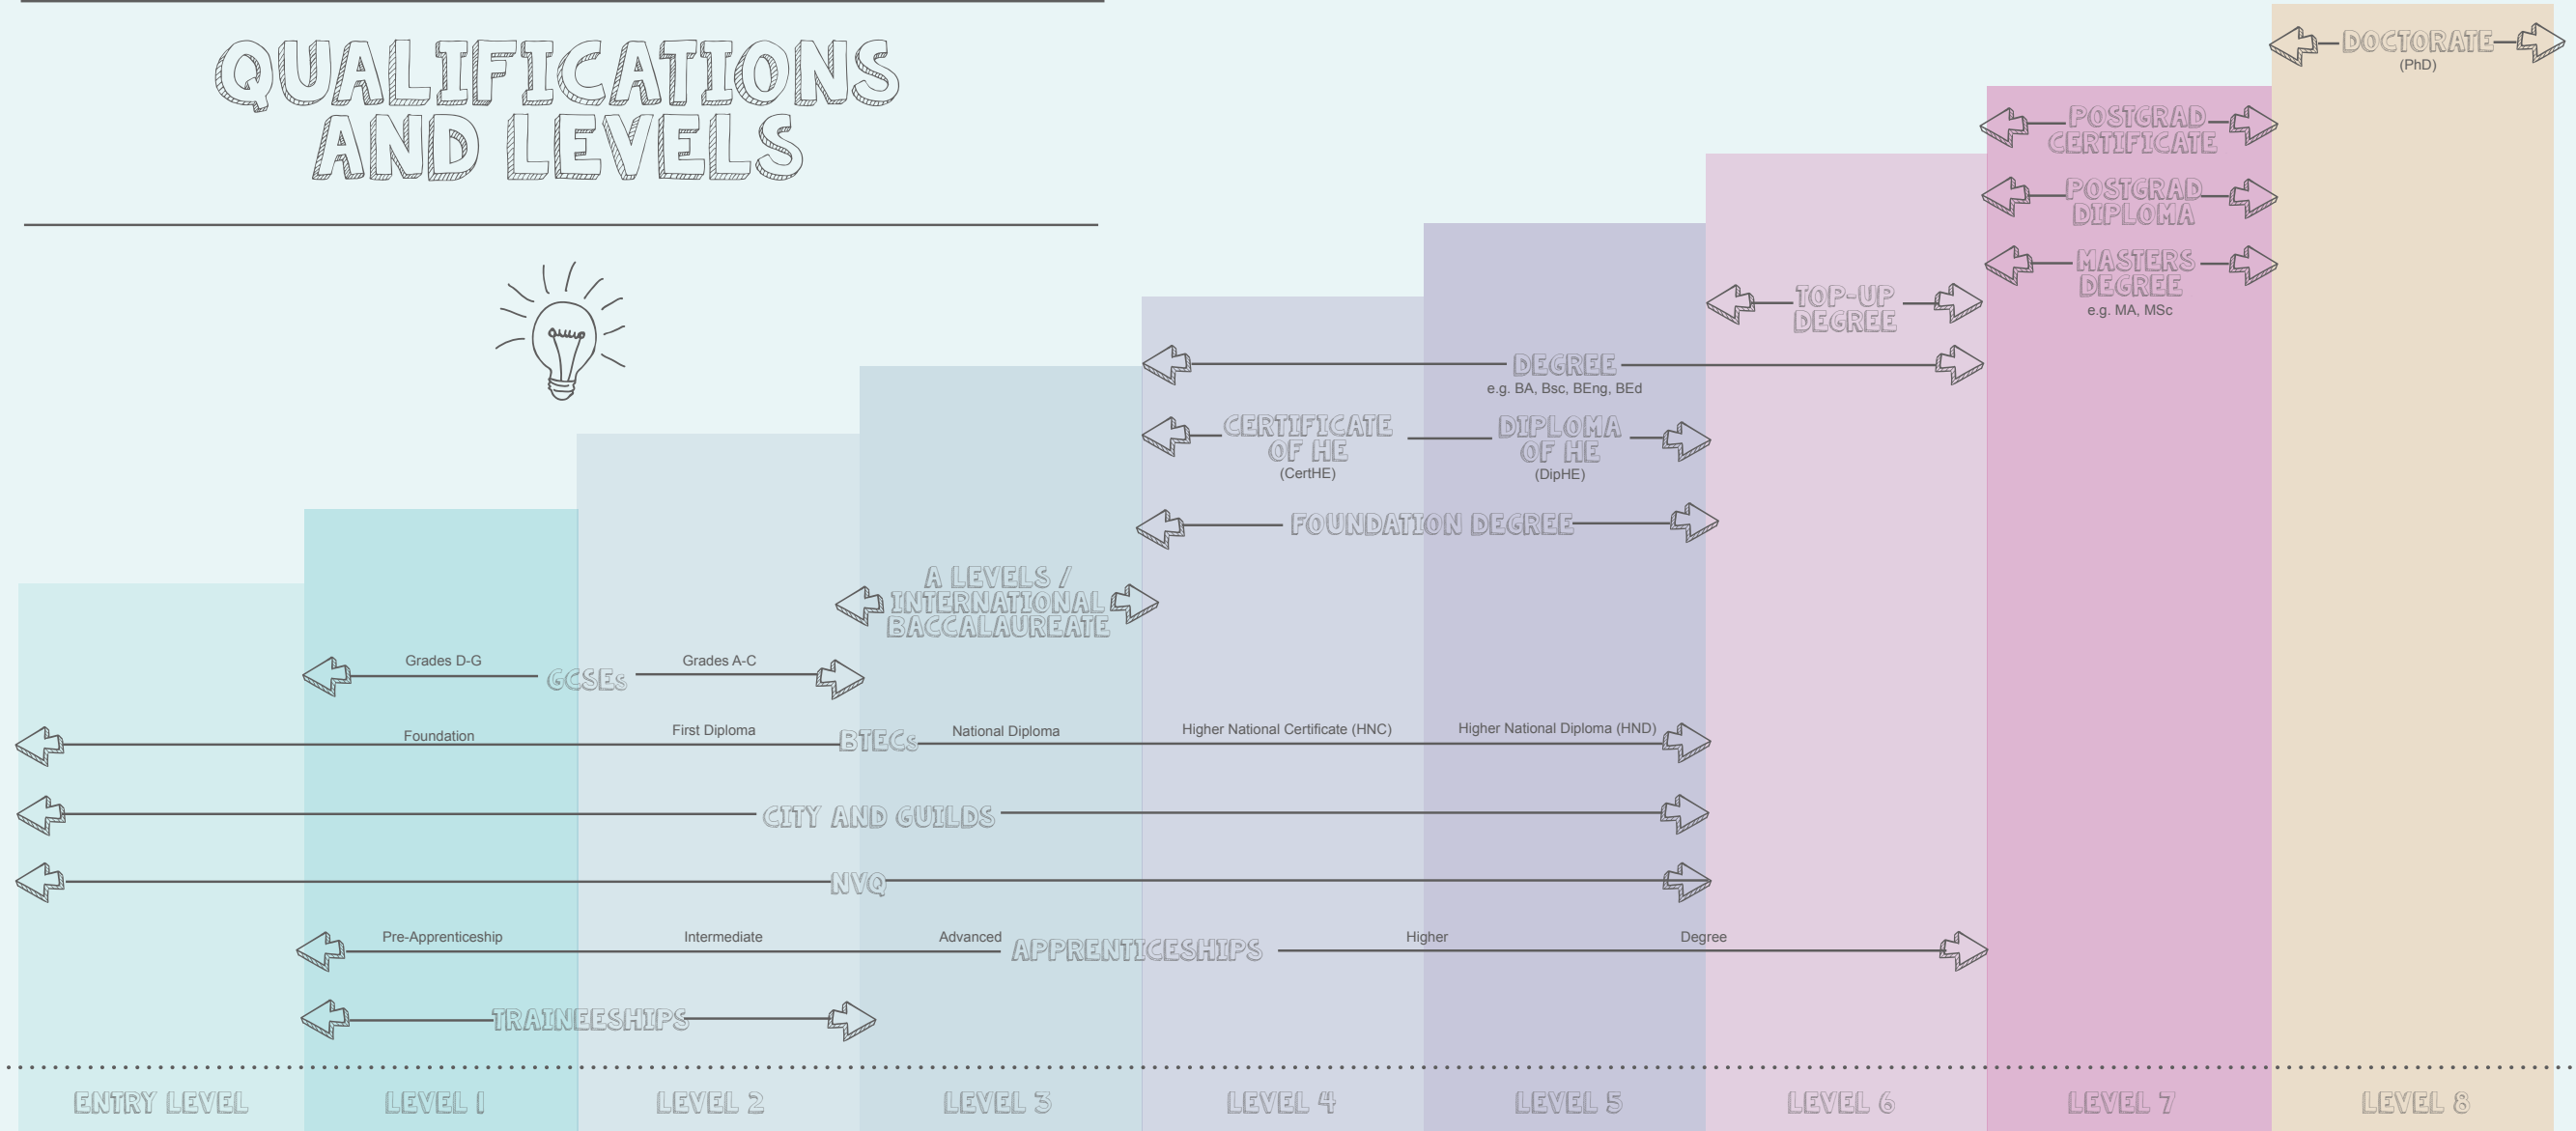 QUALIFICATIONS
AND LEVELS
DOCTORATE
(PhD)
POSTGRAD
CERTIFICATE
POSTGRAD
DIPLOMA
MASTERS
DEGREE
e.g. MA, MSc
TOP-UP
DEGREE
DEGREE
e.g. BA, Bsc, BEng, BEd
CERTIFICATE
OF HE
(CertHE)
DIPLOMA
OF HE
(DipHE)
FOUNDATION DEGREE
A LEVELS /
INTERNATIONAL
BACCALAUREATE
Grades D-G
GCSEs
Grades A-C
Foundation
First Diploma
BTECs
National Diploma
Higher National Certificate (HNC)
Higher National Diploma (HND)
CITY AND GUILDS
NVQ
Pre-Apprenticeship
Intermediate
Advanced
APPRENTICESHIPS
Higher
Degree
TRAINEESHIPS
ENTRY LEVEL
LEVEL 1
LEVEL 2
LEVEL 3
LEVEL 4
LEVEL 5
LEVEL 6
LEVEL 7
LEVEL 8